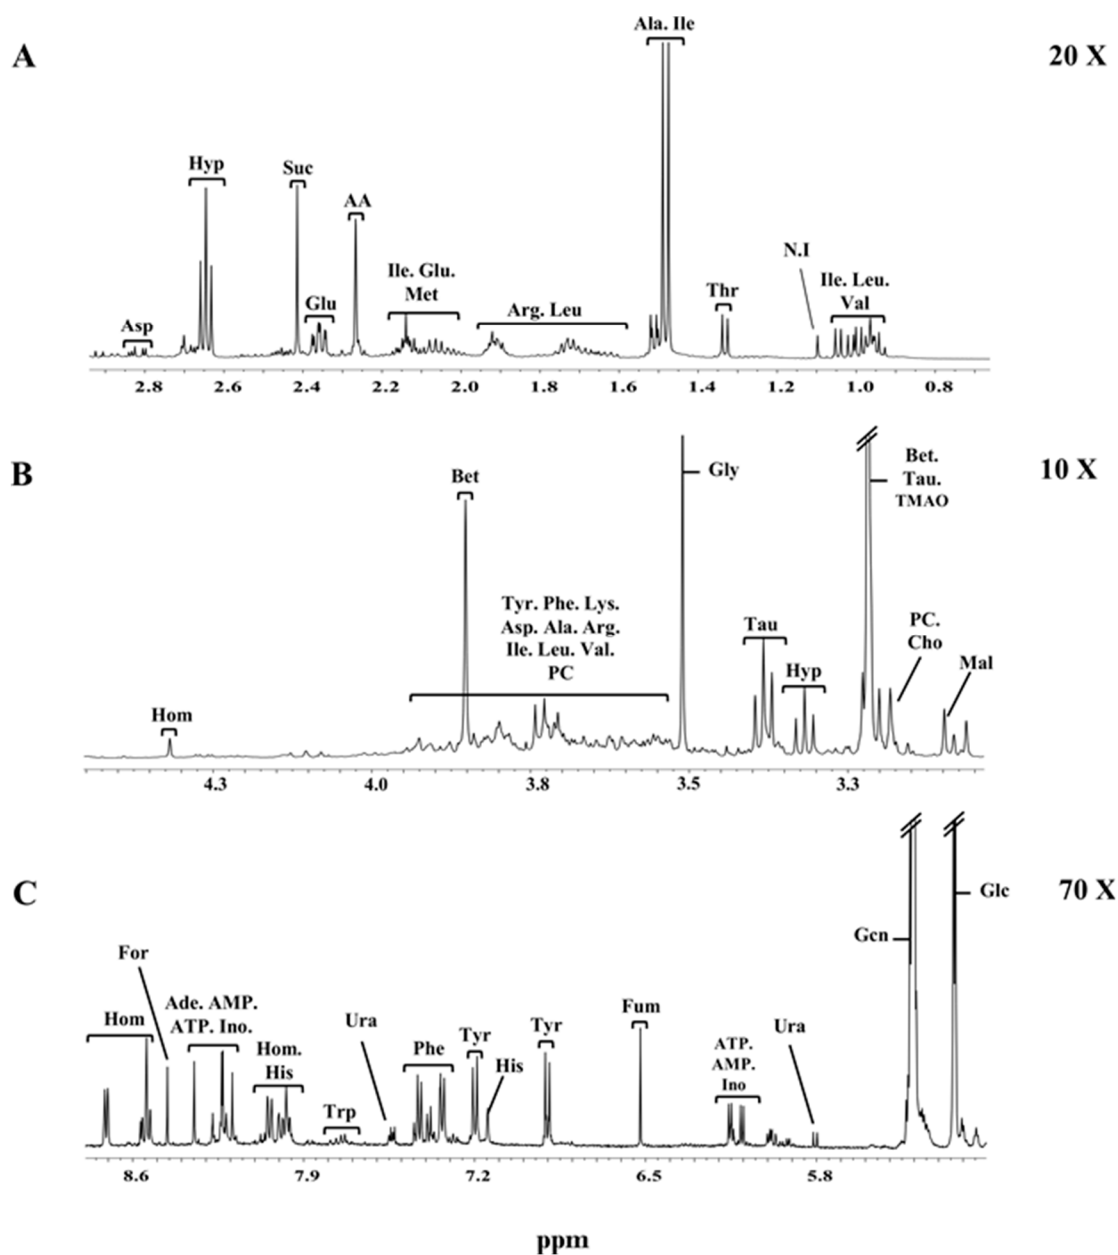 A
20 X
Ala. Ile
Hyp
Suc
AA
N.I
Ile. Glu.
Met
Ile. Leu.
Val
Thr
Glu
Arg. Leu
Asp
2.8 2.6 2.4 2.2 2.0 1.8 1.6 1.4 1.2 1.0 0.8
B
10 X
Bet
Gly
Bet.
Tau.
TMAO
Tyr. Phe. Lys.
Asp. Ala. Arg.
Ile. Leu. Val.
PC
Tau
PC.
Cho
Hyp
Mal
Hom
4.3 4.0 3.8 3.5 3.3
C
70 X
Glc
Gcn
For
Ade. AMP.
ATP. Ino.
Hom
Ura
Fum
Tyr
Tyr
Ura
Hom.
His
Phe
His
ATP.
AMP.
Ino
Trp
8.6 7.9 7.2 6.5 5.8
ppm